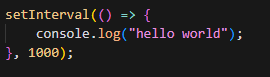 setInterval(() => {
    console.log("hello world");
}, 1000);